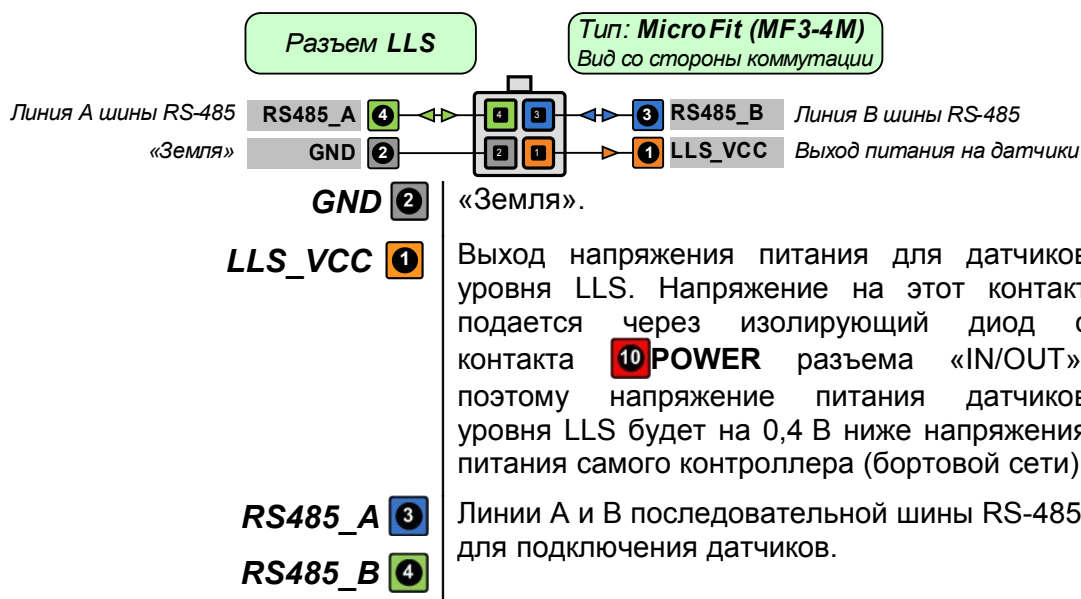 Разъем LLS
Тип: MicroFit (MF3-4M)
Вид со стороны коммутации
Линия А шины RS-485 RS485_A 4 4 3 3 RS485_B Линия B шины RS-485
«Земля» GND 2 2 1 1 LLS_VCC Выход питания на датчики
GND 2 «Земля».
LLS_VCC 1 Выход напряжения питания для датчиков
уровня LLS. Напряжение на этот контакт
подается через изолирующий диод с
контакта 10 POWER разъема «IN/OUT»
поэтому напряжение питания датчиков
уровня LLS будет на 0,4 В ниже напряжения
питания самого контроллера (бортовой сети)
RS485_A 3 Линии А и В последовательной шины RS-485
для подключения датчиков.
RS485_B 4